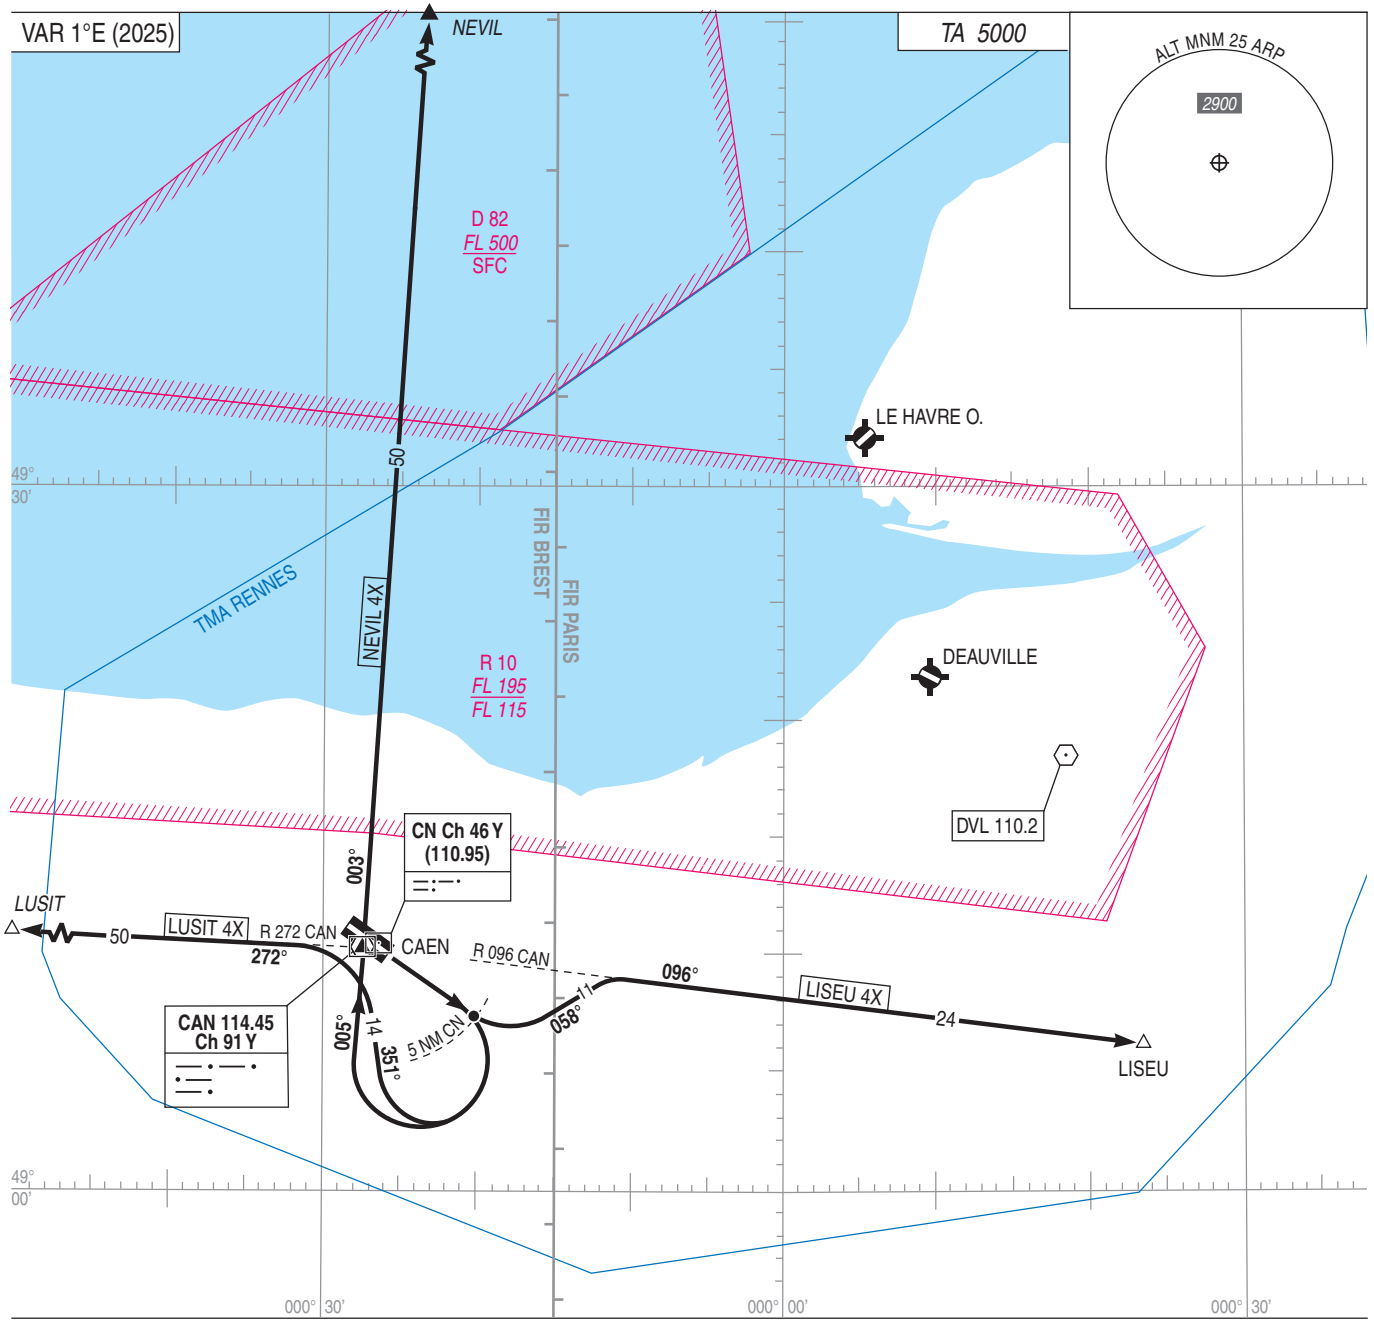 VAR 1°E (2025)
NEVIL
TA 5000
ALT MNM 25 ARP
2900
D 82
FL 500
SFC
LE HAVRE O.
50
49°
30'
FIR BREST
FIR PARIS
TMA RENNES
NEVIL 4X
R 10
FL 195
FL 115
DEAUVILLE
DVL 110.2
CN Ch 46 Y
(110.95)
003°
LUSIT
50
LUSIT 4X
R 272 CAN
272°
CAEN
R 096 CAN
096°
LISEU 4X
24
LISEU
11
058°
CAN 114.45
Ch 91 Y
005°
14
351°
5 NM CN
49°
00'
000° 30'
000° 00'
000° 30'